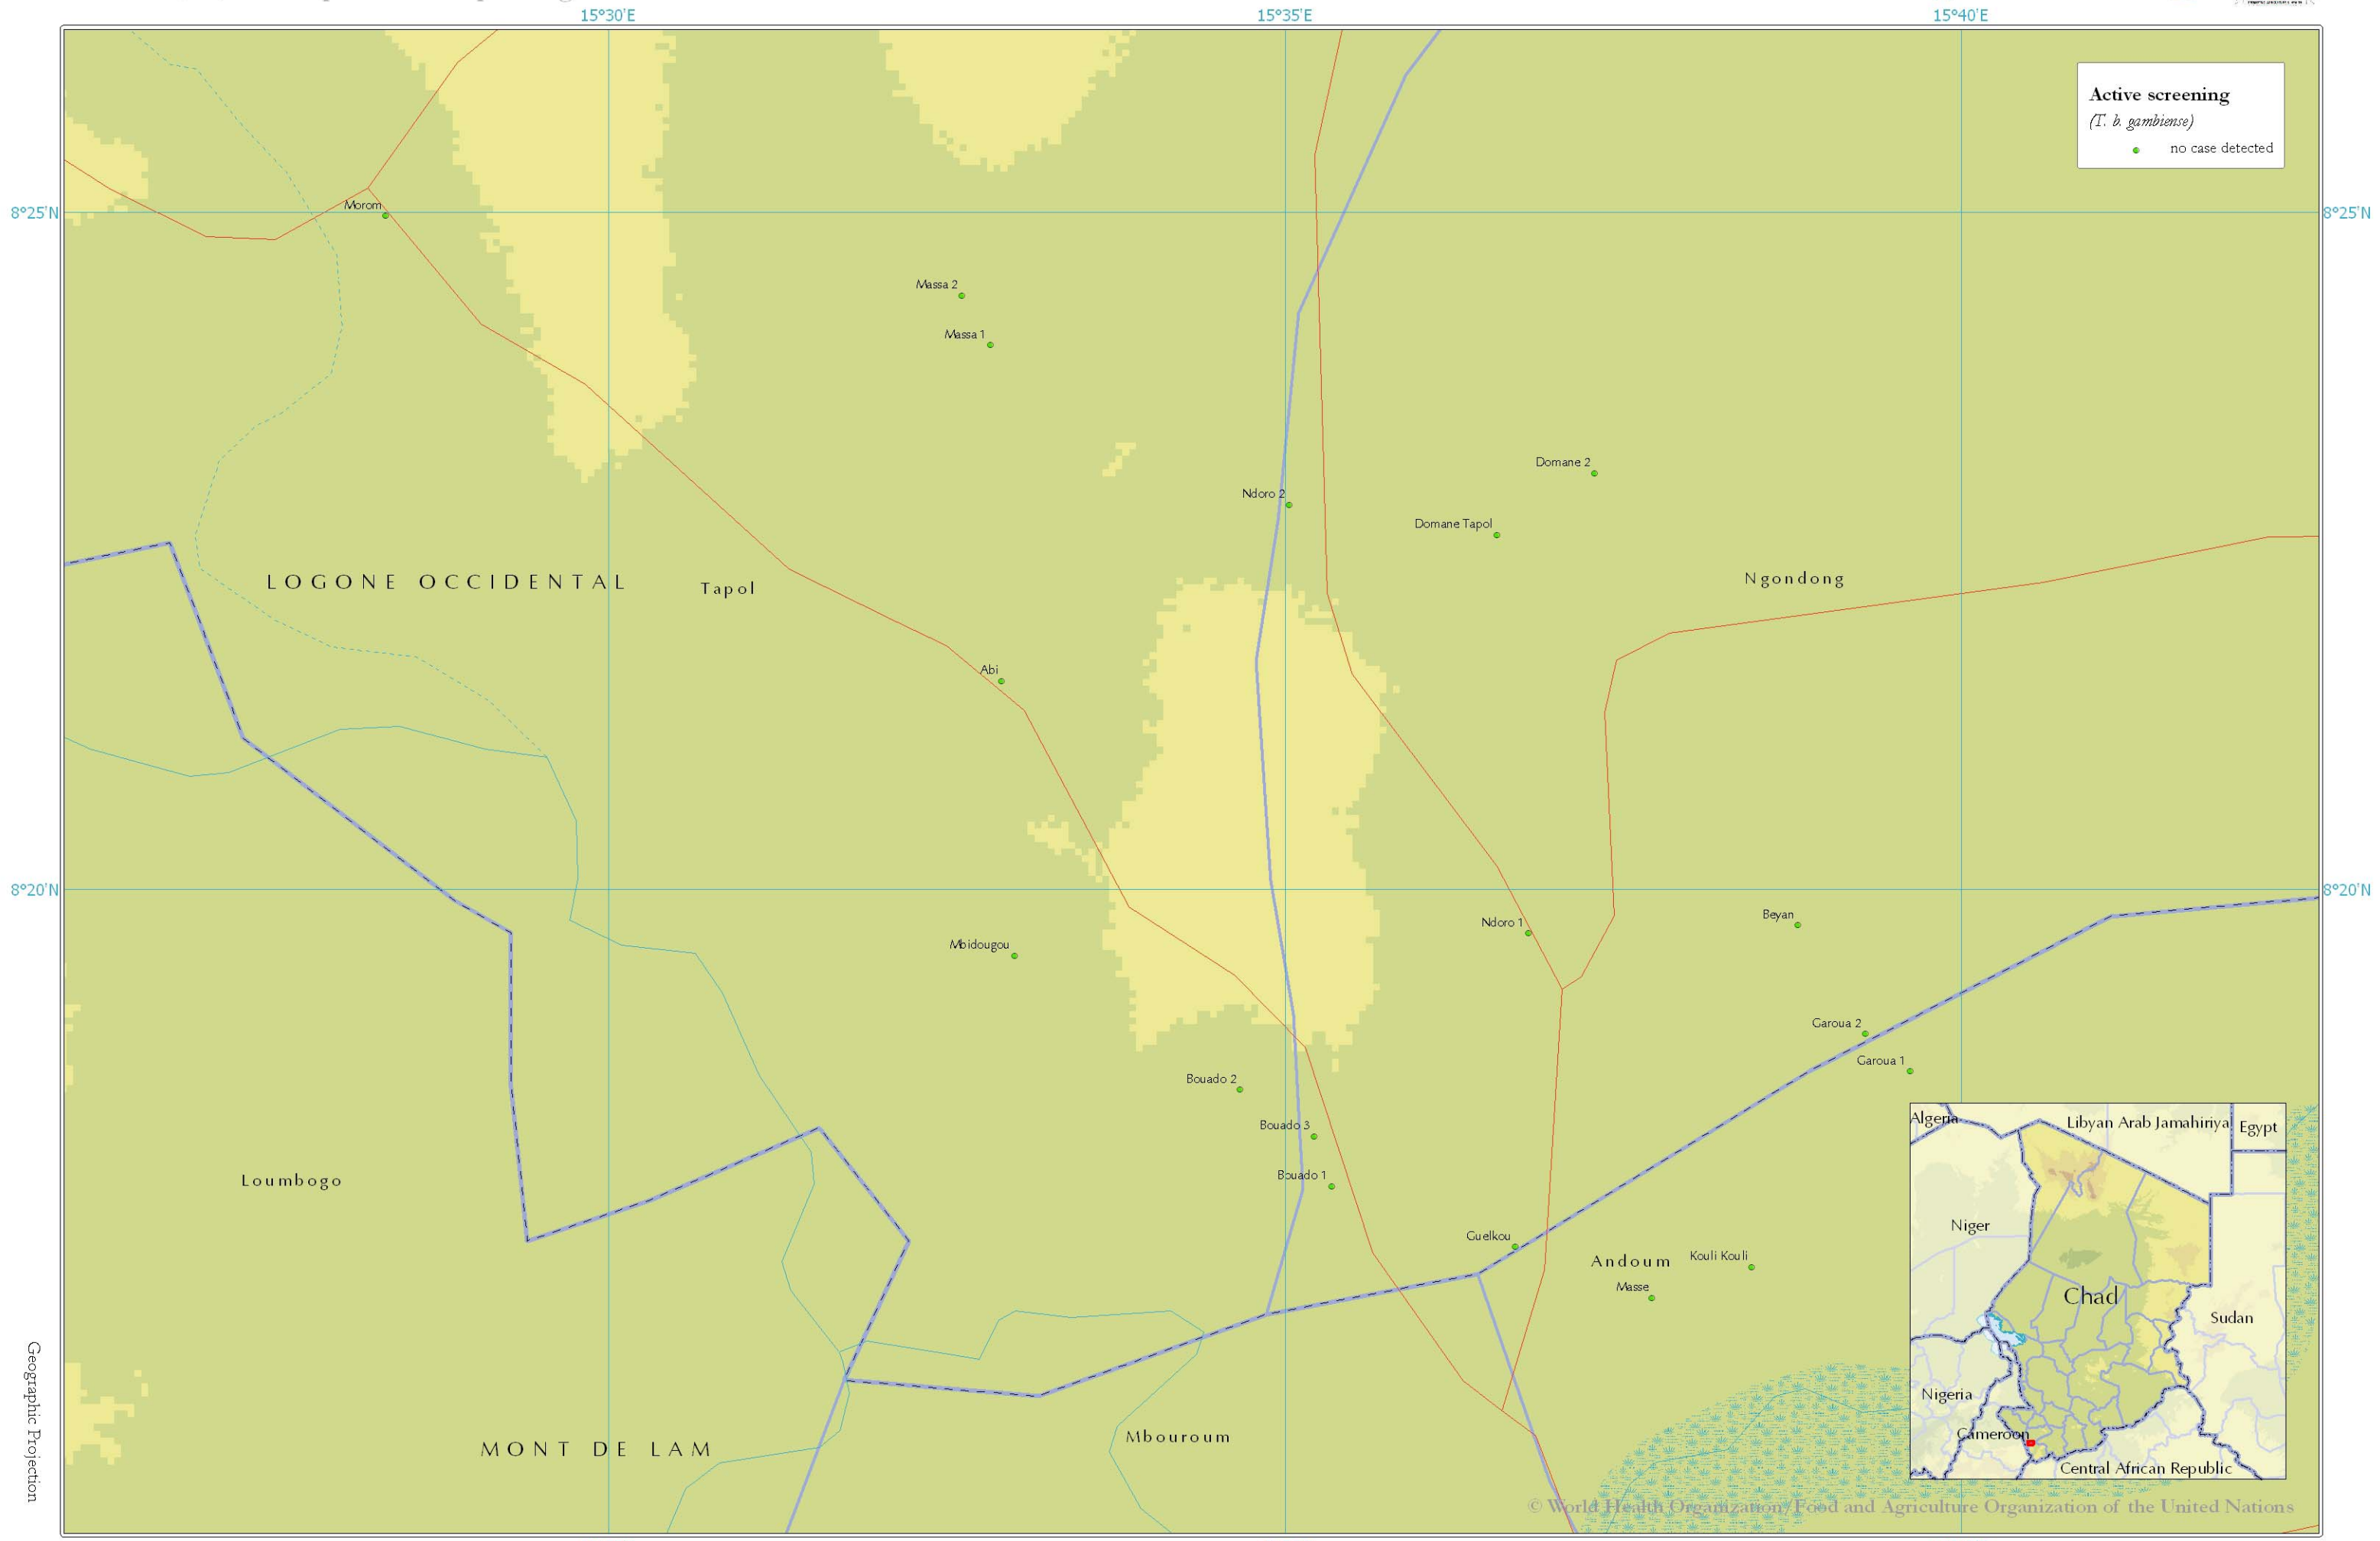 15°30'E
15°35'E
15°40'E
Active screening
(T. b. gambiense)
no case detected
8°25'N
8°25'N
Morom
Massa 2
Massa 1
Domane 2
Ndoro 2
Domane Tapol
LOGONE OCCIDENTAL
Tapol
Ngondong
Abi
8°20'N
8°20'N
Ndoro 1
Beyan
Mbidougou
Garoua 2
Garoua 1
Bouado 2
Bouado 3
Bouado 1
Loumbogo
Guelkou
Andoum
Kouli Kouli
Masse
Algeria
Libyan Arab Jamahiriya
Egypt
Niger
Chad
Sudan
Nigeria
Cameroon
Central African Republic
Mbouroum
MONT DE LAM
Geographic Projection
© World Health Organization/Food and Agriculture Organization of the United Nations